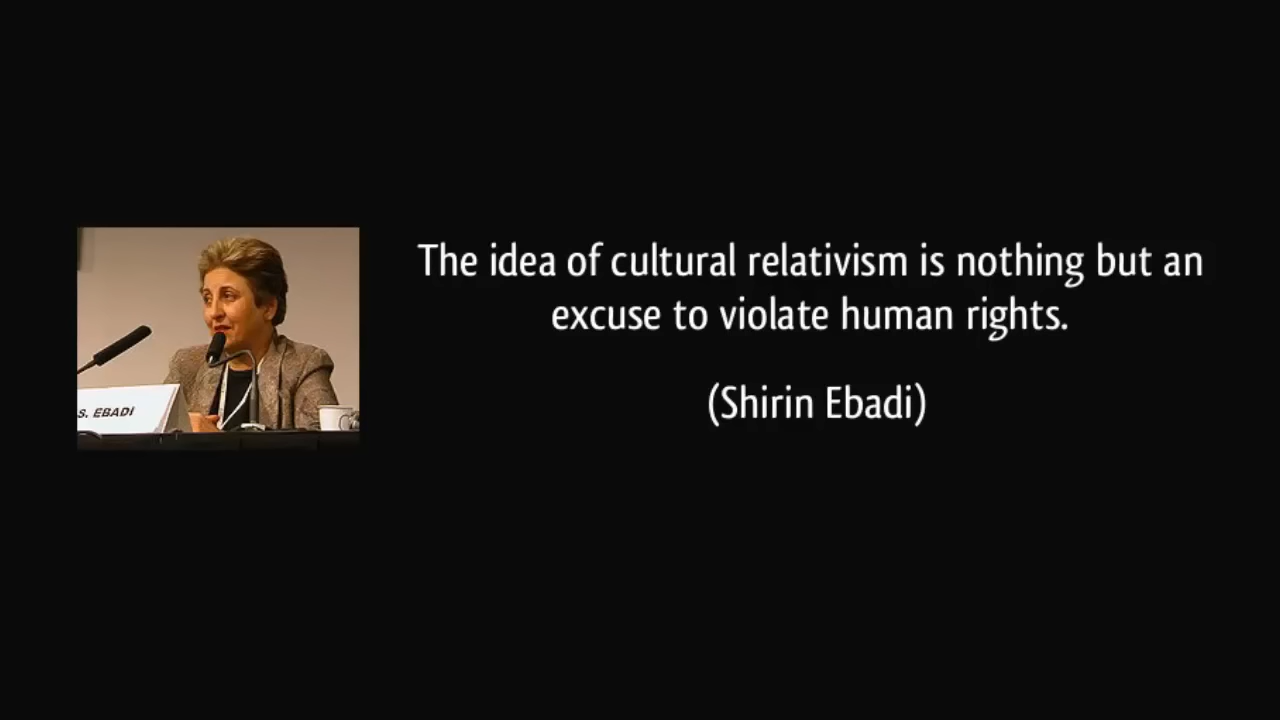 The idea of cultural relativism is nothing but an
excuse to violate human rights.
(Shirin Ebadi)
S. EBADI